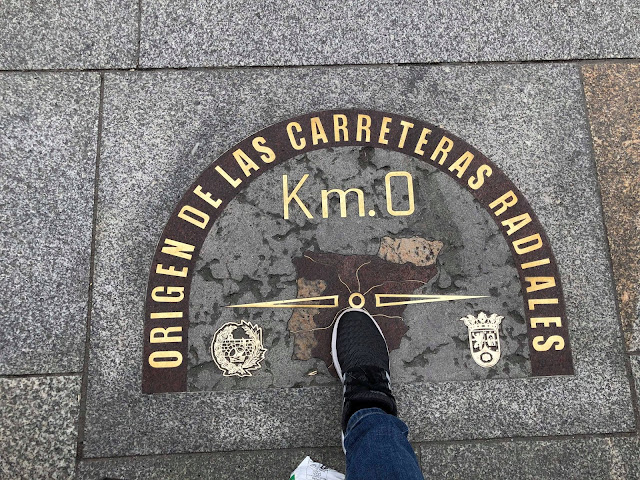 ORIGEN DE LAS CARRETERAS RADIALES
Km.0